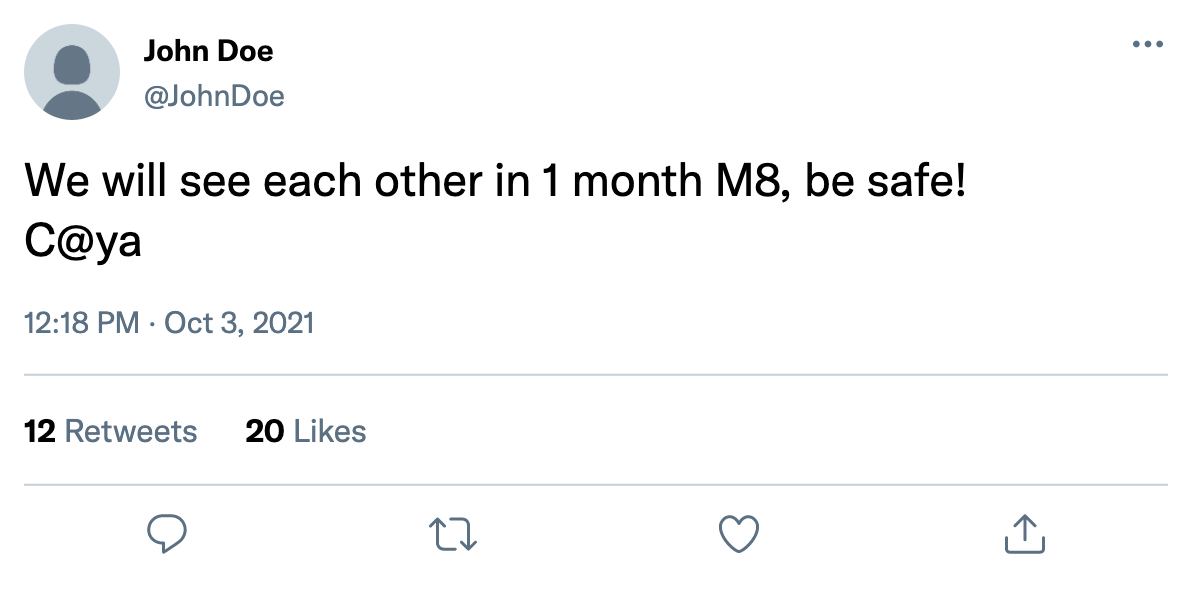 John Doe
@JohnDoe
We will see each other in 1 month M8, be safe!
C@ya
12:18 PM · Oct 3, 2021
12 Retweets 20 Likes